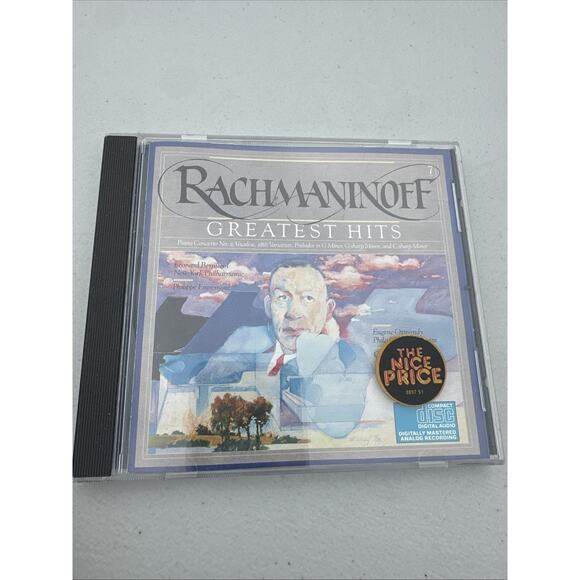 7
RACHMANINOFF
GREATEST HITS
Piano Concerto No. 2, Vocalise, 18th Variation, Preludes in G Minor, G-sharp Minor, and C-sharp Minor
Leonard Bernstein
New York Philharmonic
Philippe Entremont
Eugene Ormandy
THE
NICE
PRICE
COMPACT
disc
DIGITAL AUDIO
DIGITALLY MASTERED
ANALOG RECORDING